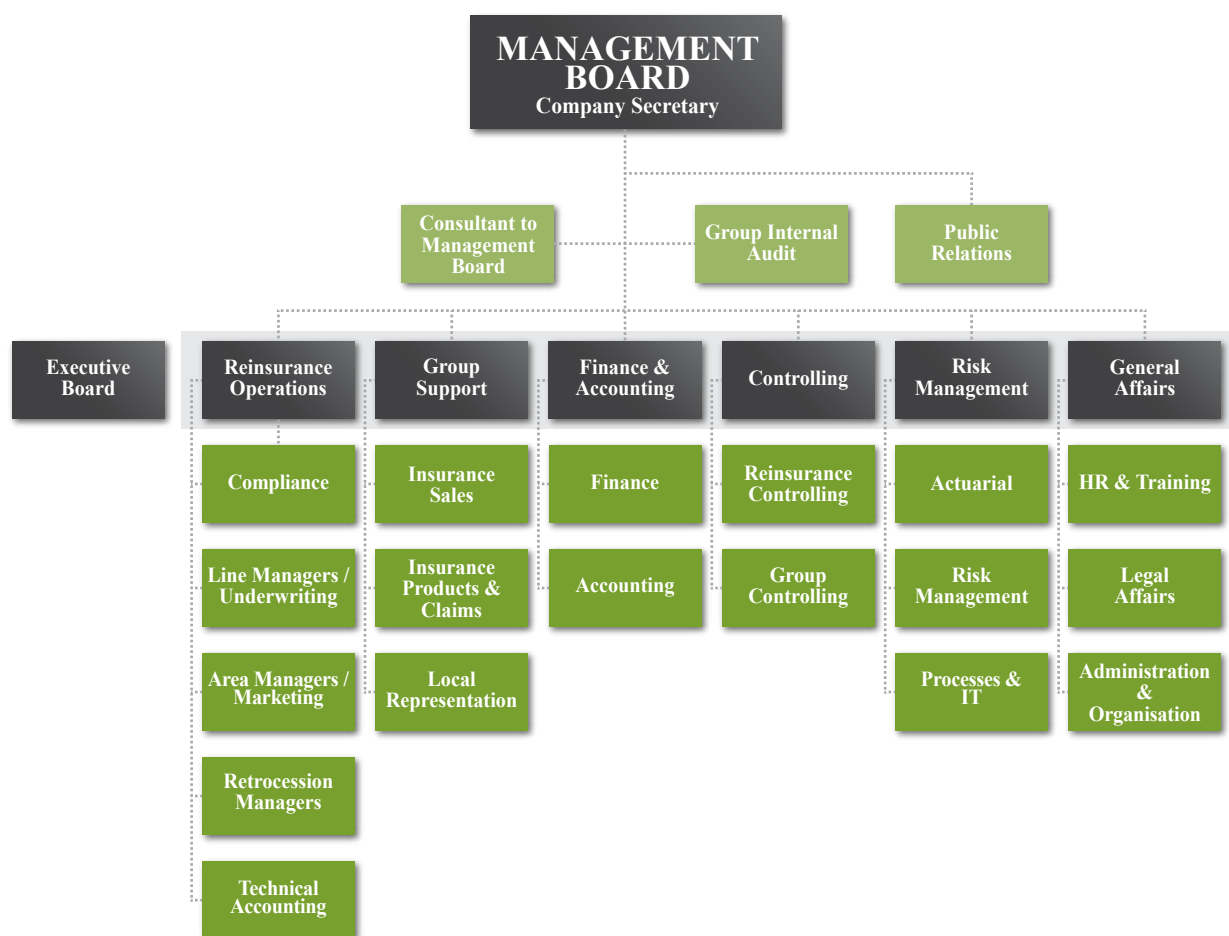 MANAGEMENT
BOARD
Company Secretary
Consultant to
Management
Board
Group Internal
Audit
Public
Relations
Executive
Board
Reinsurance
Operations
Group
Support
Finance &
Accounting
Controlling
Risk
Management
General
Affairs
Compliance
Insurance
Sales
Finance
Reinsurance
Controlling
Actuarial
HR & Training
Line Managers /
Underwriting
Insurance
Products &
Claims
Accounting
Group
Controlling
Risk
Management
Legal
Affairs
Area Managers /
Marketing
Local
Representation
Processes &
IT
Administration
&
Organisation
Retrocession
Managers
Technical
Accounting